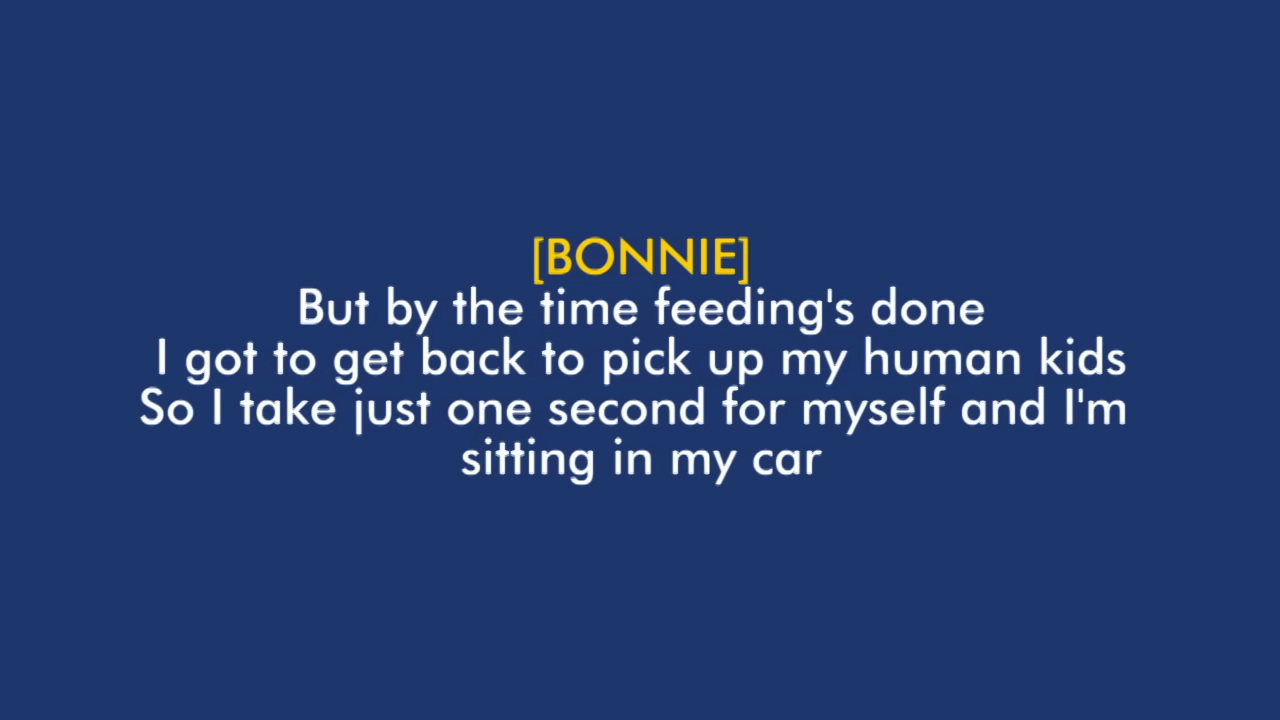 [BONNIE]
But by the time feeding's done
I got to get back to pick up my human kids
So I take just one second for myself and I'm
sitting in my car